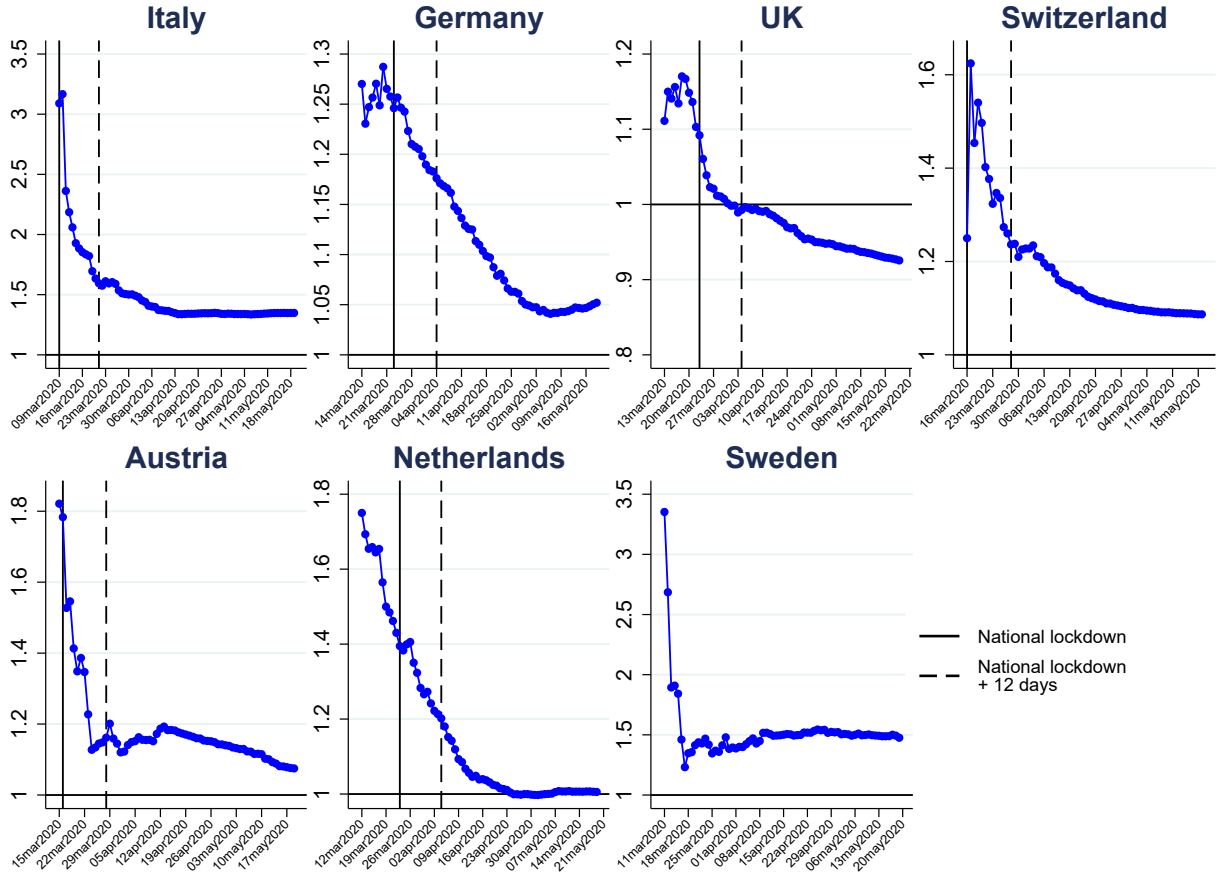 Italy
3.5
3
2.5
2
1.5
1
09mar2020
16mar2020
23mar2020
30mar2020
06apr2020
13apr2020
20apr2020
27apr2020
04may2020
11may2020
18may2020
Germany
1.3
1.25
1.2
1.15
1.1
1.05
1
14mar2020
21mar2020
28mar2020
04apr2020
11apr2020
18apr2020
25apr2020
02may2020
09may2020
16may2020
UK
1.2
1.1
1
.9
.8
13mar2020
20mar2020
27mar2020
03apr2020
10apr2020
17apr2020
24apr2020
01may2020
08may2020
15may2020
22may2020
Switzerland
1.6
1.4
1.2
1
16mar2020
23mar2020
30mar2020
06apr2020
13apr2020
20apr2020
27apr2020
04may2020
11may2020
18may2020
Austria
1.8
1.6
1.4
1.2
1
15mar2020
22mar2020
29mar2020
05apr2020
12apr2020
19apr2020
26apr2020
03may2020
10may2020
17may2020
Netherlands
1.8
1.6
1.4
1.2
1
12mar2020
19mar2020
26mar2020
02apr2020
09apr2020
16apr2020
23apr2020
30apr2020
07may2020
14may2020
21may2020
Sweden
3.5
3
2.5
2
1.5
1
11mar2020
18mar2020
25mar2020
01apr2020
08apr2020
15apr2020
22apr2020
29apr2020
06may2020
13may2020
20may2020
National lockdown
National lockdown
+ 12 days